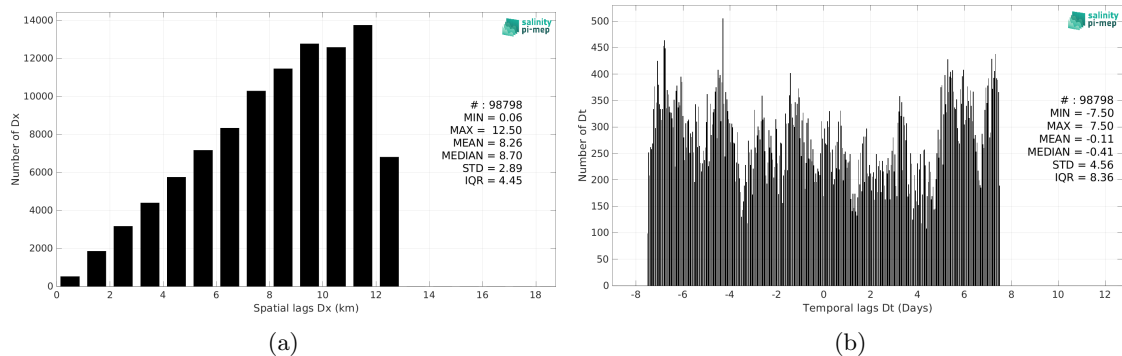 14000
12000
10000
8000
6000
4000
2000
0
0
2
4
6
8
10
12
14
16
18
Number of Dx
Spatial lags Dx (km)
salinity
pi-mep
# : 98798
MIN = 0.06
MAX = 12.50
MEAN = 8.26
MEDIAN = 8.70
STD = 2.89
IQR = 4.45
(a)
500
450
400
350
300
250
200
150
100
50
0
-8
-6
-4
-2
0
2
4
6
8
10
12
Number of Dt
Temporal lags Dt (Days)
salinity
pi-mep
# : 98798
MIN = -7.50
MAX = 7.50
MEAN = -0.11
MEDIAN = -0.41
STD = 4.56
IQR = 8.36
(b)